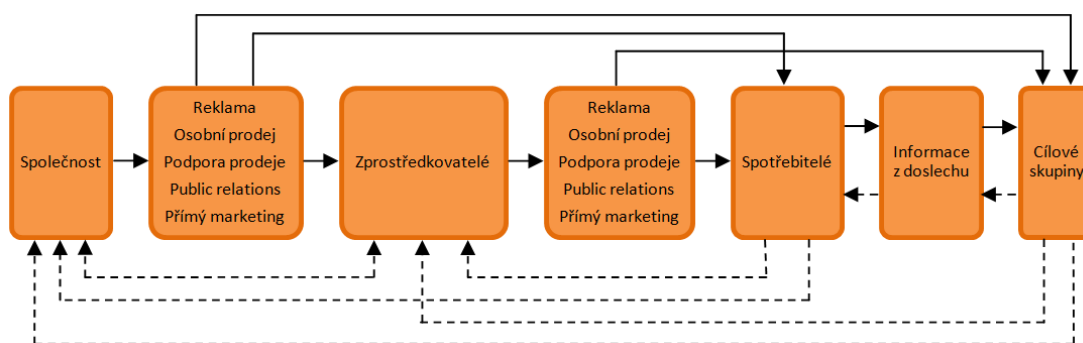 Společnost
Reklama
Osobní prodej
Podpora prodeje
Public relations
Přímý marketing
Zprostředkovatelé
Reklama
Osobní prodej
Podpora prodeje
Public relations
Přímý marketing
Spotřebitelé
Informace
z doslechu
Cílové
skupiny